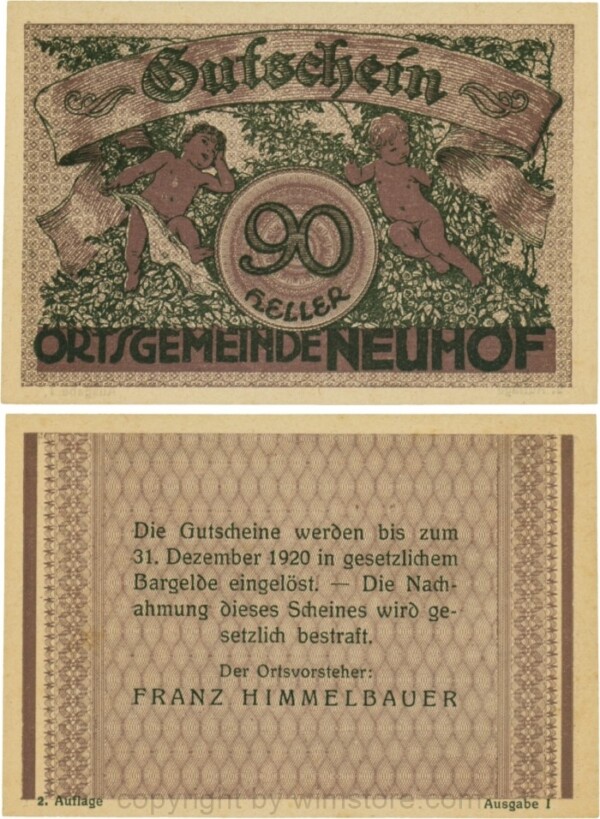 Gutschein
90
HELLER
ORTSGEMEINDE NEUHOF
Die Gutscheine werden bis zum
31. Dezember 1920 in gesetzlichem
Bargelde eingelöst. — Die Nach-
ahmung dieses Scheines wird ge-
setzlich bestraft.
Der Ortsvorsteher:
FRANZ HIMMELBAUER
2. Auflage
Ausgabe I
copyright by wimstore.com